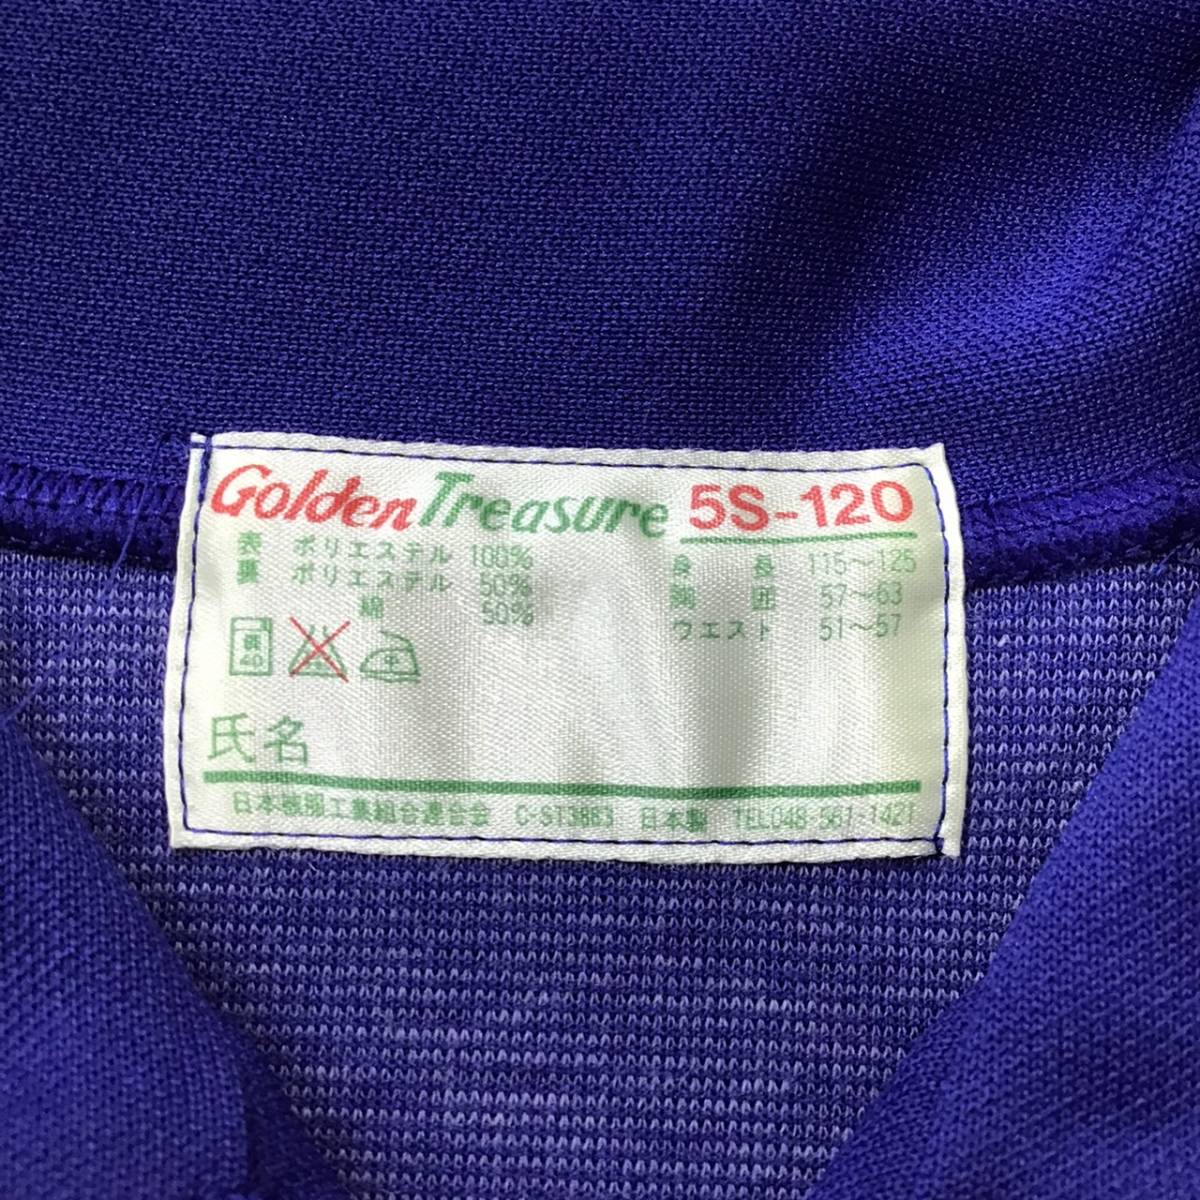 Golden Treasure 5S-120
表 ポリエステル 100%
裏 ポリエステル 50%
綿 50%
身長 115〜125
胸囲 57〜63
ウエスト 51〜57
40
氏名
日本被服工業組合連合会 C-ST3883 日本製 TEL048-561-1421